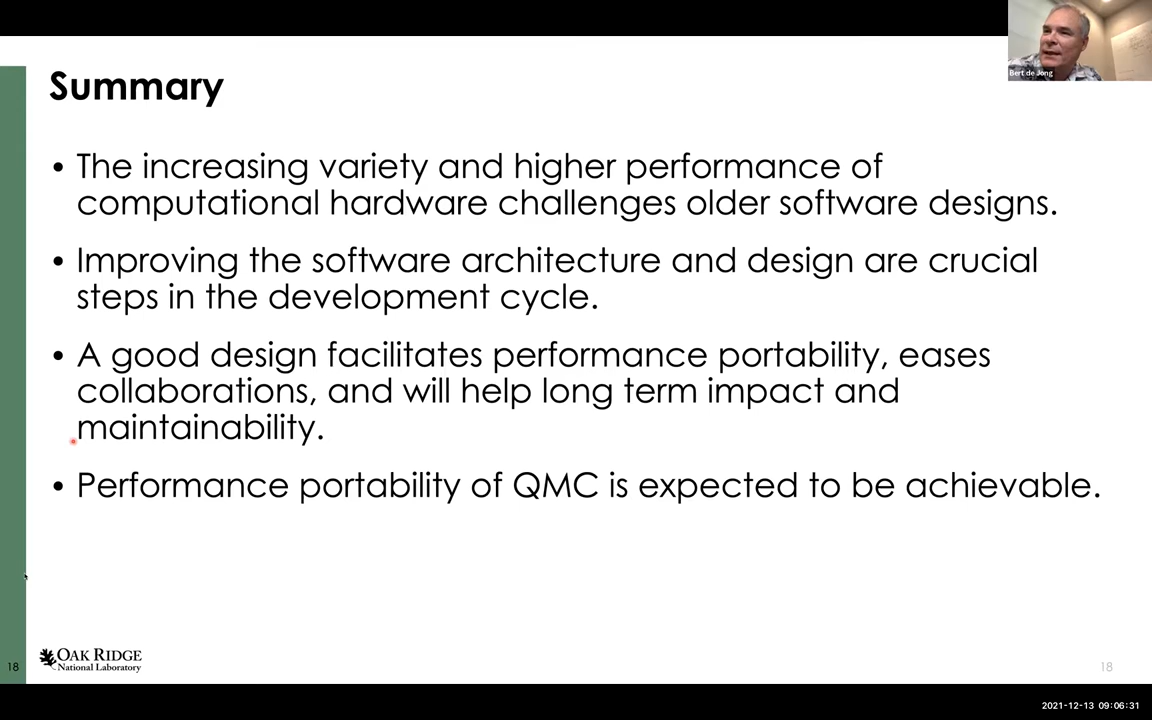 Bert de Jong
Summary
• The increasing variety and higher performance of
computational hardware challenges older software designs.
• Improving the software architecture and design are crucial
steps in the development cycle.
• A good design facilitates performance portability, eases
collaborations, and will help long term impact and
maintainability.
• Performance portability of QMC is expected to be achievable.
OAK RIDGE
National Laboratory
18
18
2021-12-13 09:06:31